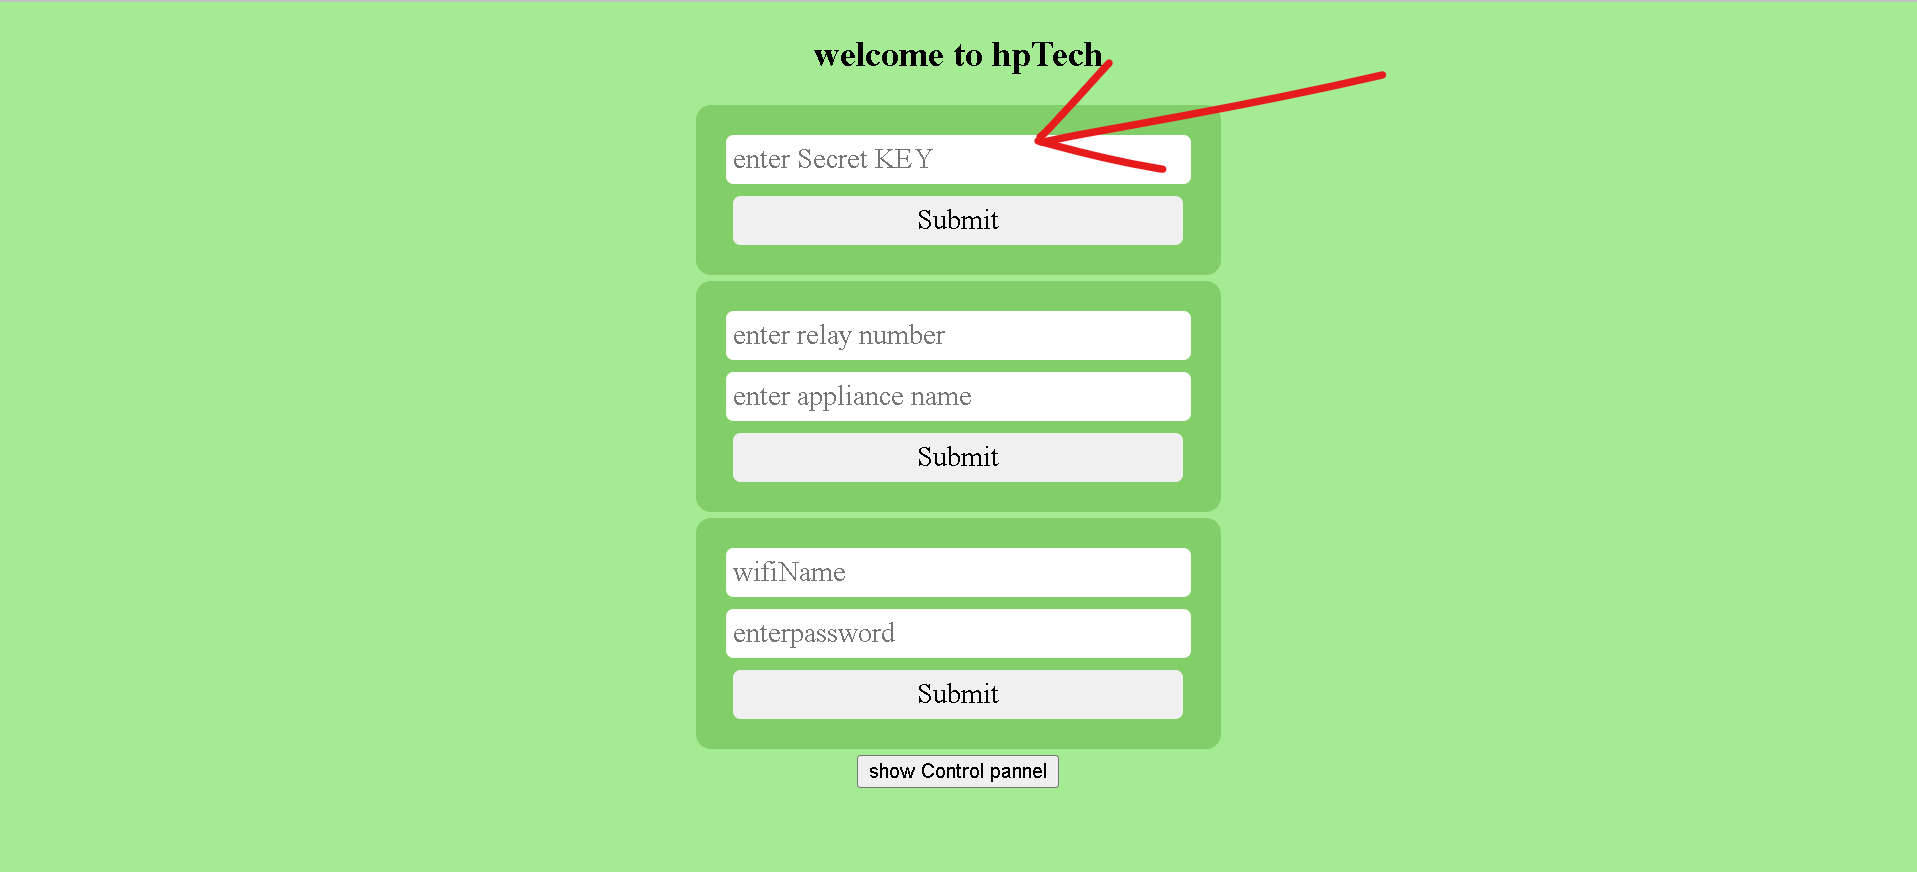 welcome to hpTech
enter Secret KEY
Submit
enter relay number
enter appliance name
Submit
wifiName
enterpassword
Submit
show Control pannel